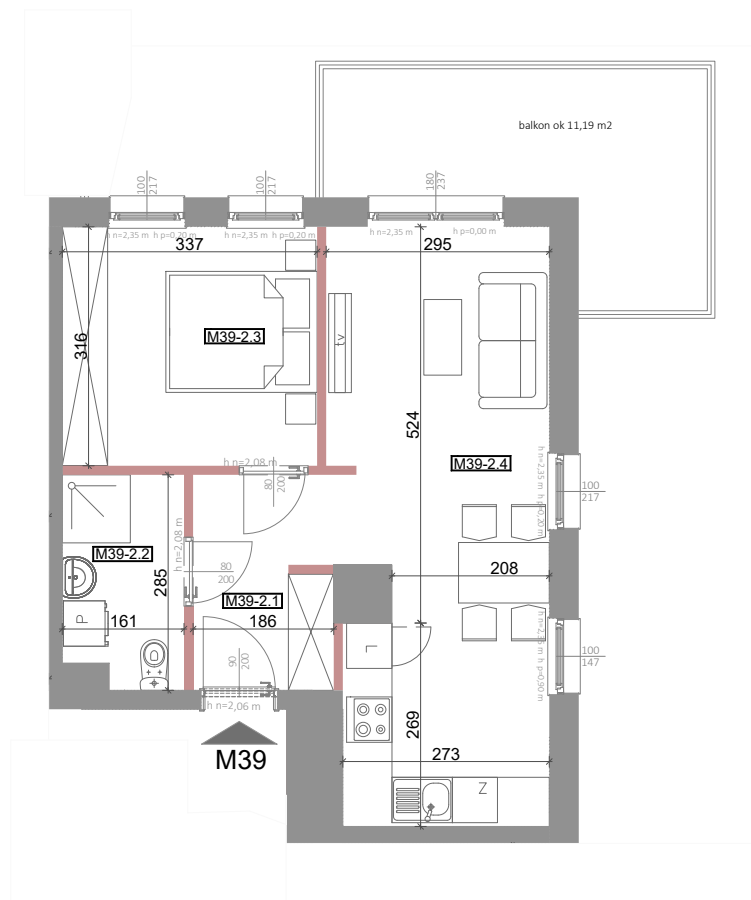 balkon ok 11,19 m2
100
217
100
217
180
237
h n=2,35 m h p=0,20 m
h n=2,35 m h p=0,20 m
h n=2,35 m
h p=0,00 m
337
295
316
M39-2.3
tv
524
M39-2.4
h n=2,35 m h p=0,20 m
100
217
h n=2,08 m
80
200
h n=2,08 m
M39-2.2
285
80
200
M39-2.1
208
P
161
186
L
h p=0,90 m
100
147
90
200
h n=2,06 m
M39
269
273
Z